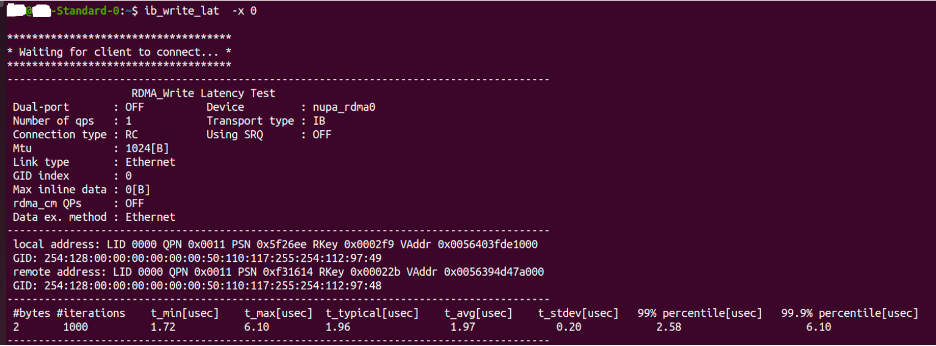 @ -Standard-0:~$ ib_write_lat  -x 0
************************************
* Waiting for client to connect... *
************************************
---------------------------------------------------------------------------------------
RDMA_Write Latency Test
Dual-port       : OFF          Device         : nupa_rdma0
Number of qps   : 1            Transport type : IB
Connection type : RC           Using SRQ      : OFF
Mtu             : 1024[B]
Link type       : Ethernet
GID index       : 0
Max inline data : 0[B]
rdma_cm QPs     : OFF
Data ex. method : Ethernet
---------------------------------------------------------------------------------------
local address: LID 0000 QPN 0x0011 PSN 0x5f26ee RKey 0x0002f9 VAddr 0x0056403fde1000
GID: 254:128:00:00:00:00:00:00:50:110:117:255:254:112:97:49
remote address: LID 0000 QPN 0x0011 PSN 0xf31614 RKey 0x00022b VAddr 0x0056394d47a000
GID: 254:128:00:00:00:00:00:00:50:110:117:255:254:112:97:48
---------------------------------------------------------------------------------------
#bytes #iterations    t_min[usec]    t_max[usec]  t_typical[usec]    t_avg[usec]    t_stdev[usec]   99% percentile[usec]   99.9% percentile[usec]
2       1000          1.72           6.10         1.96               1.97           0.20            2.58                    6.10
---------------------------------------------------------------------------------------